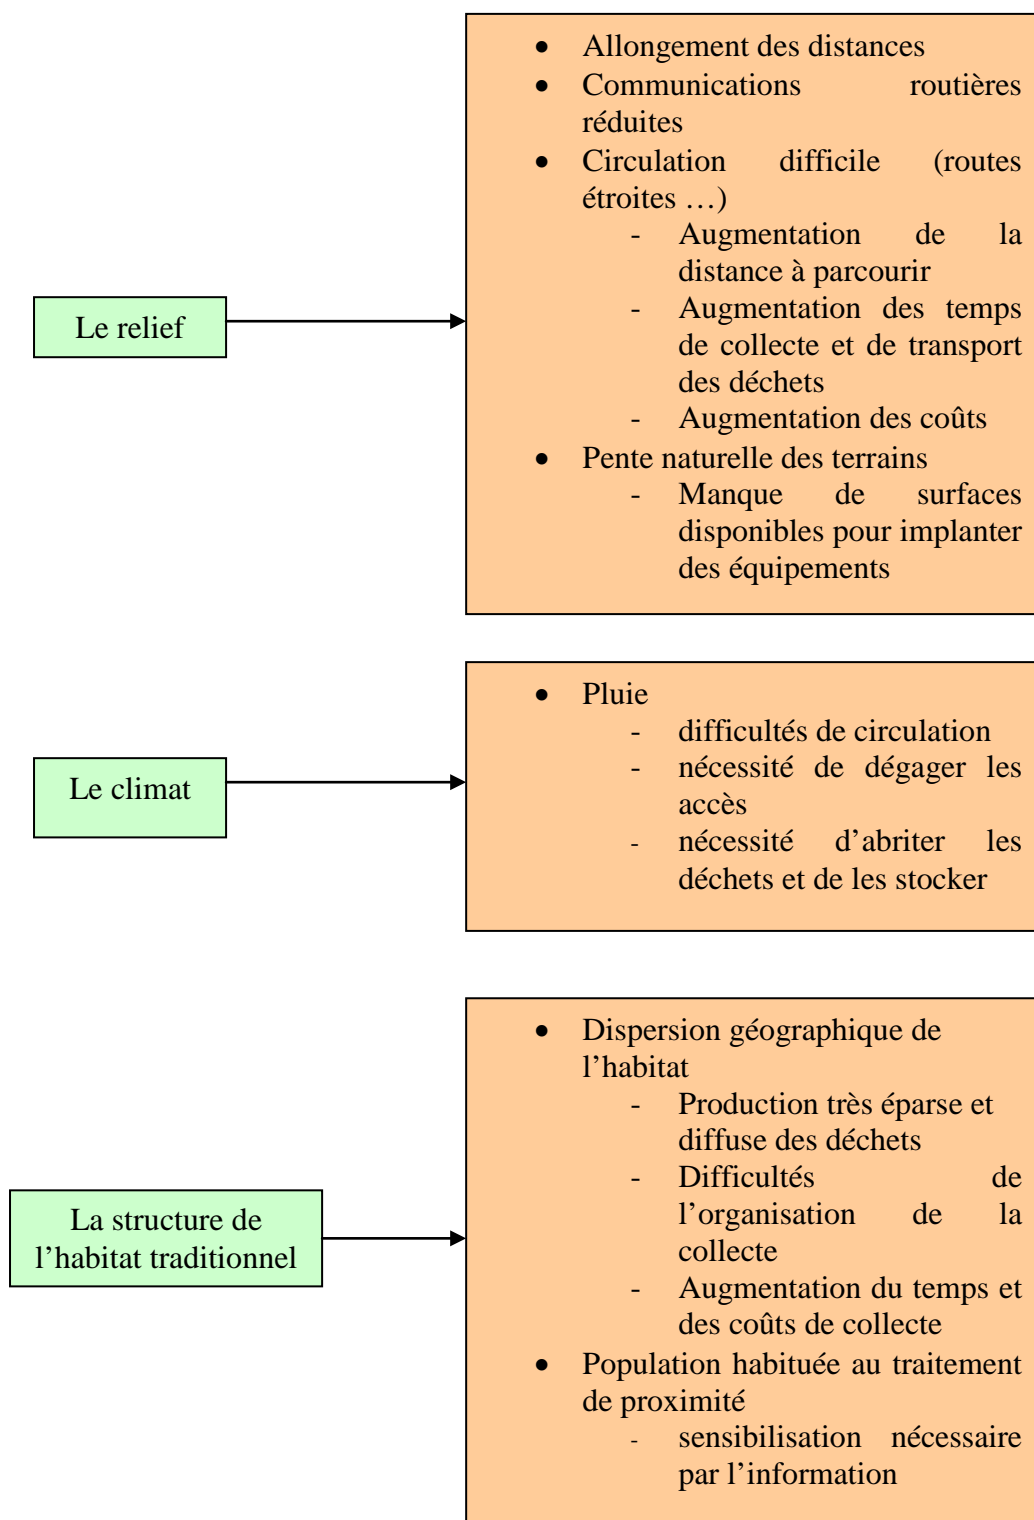 • Allongement des distances
• Communications routières
réduites
• Circulation difficile (routes
étroites …)
- Augmentation de la
distance à parcourir
- Augmentation des temps
de collecte et de transport
des déchets
- Augmentation des coûts
• Pente naturelle des terrains
- Manque de surfaces
disponibles pour implanter
des équipements
Le relief
• Pluie
- difficultés de circulation
- nécessité de dégager les
accès
- nécessité d’abriter les
déchets et de les stocker
Le climat
• Dispersion géographique de
l’habitat
- Production très éparse et
diffuse des déchets
- Difficultés de
l’organisation de la
collecte
- Augmentation du temps et
des coûts de collecte
• Population habituée au traitement
de proximité
- sensibilisation nécessaire
par l’information
La structure de
l’habitat traditionnel